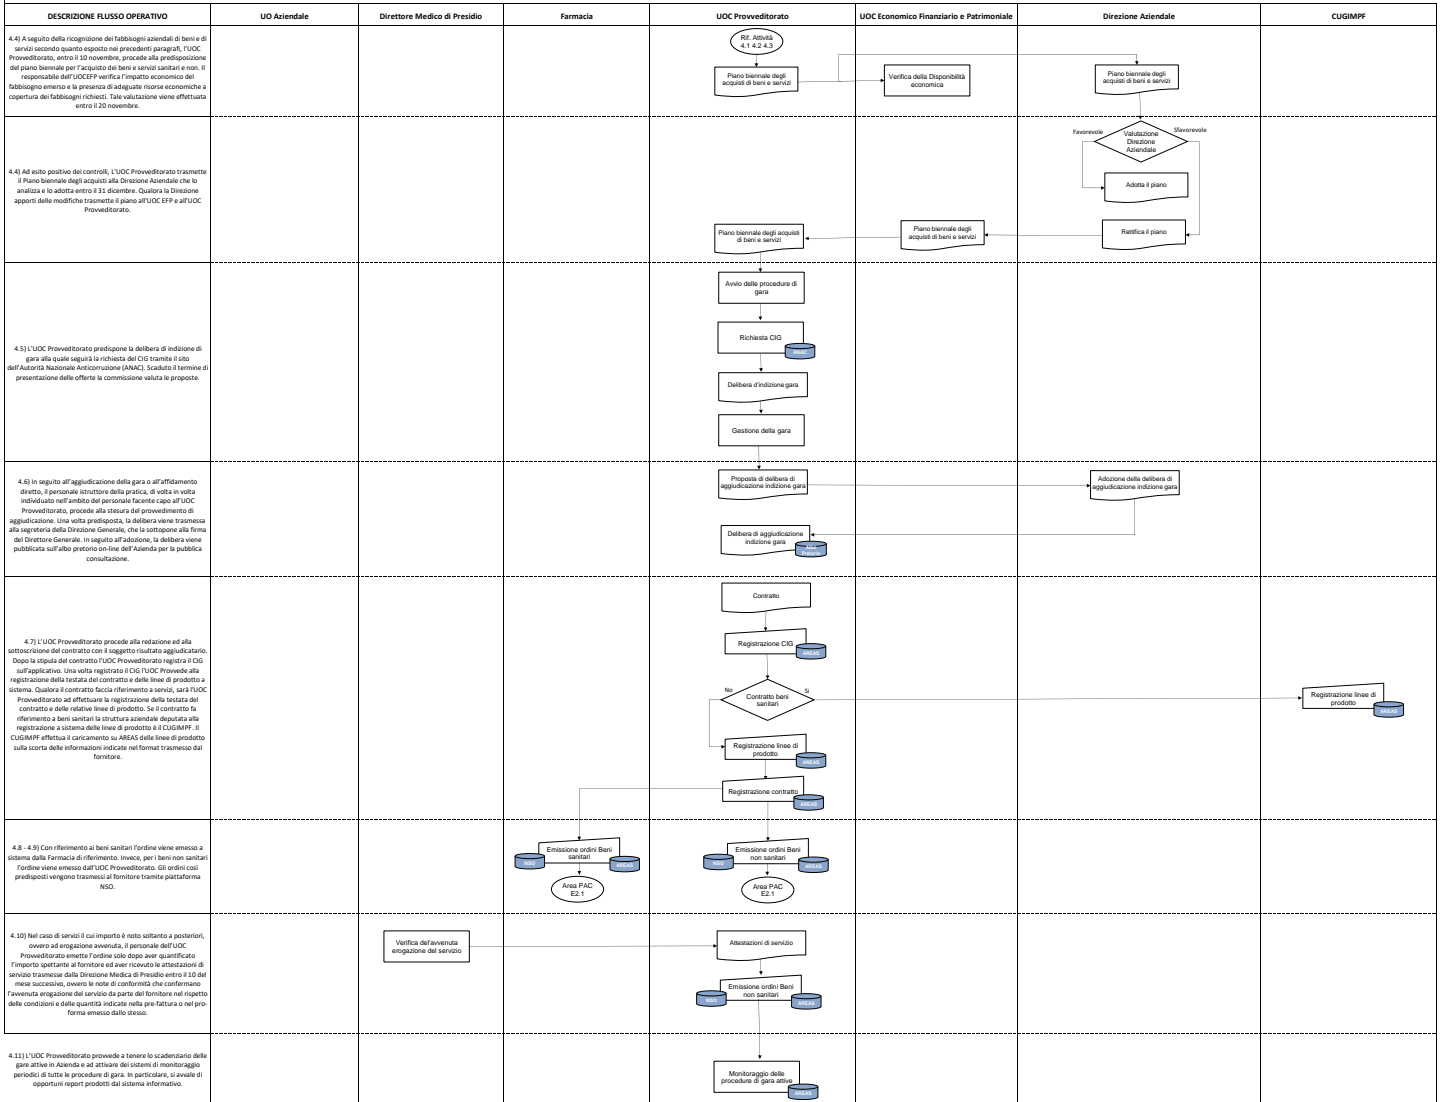 DESCRIZIONE FLUSSO OPERATIVO
UO Aziendale
Direttore Medico di Presidio
Farmacia
UOC Provveditorato
UOC Economico Finanziario e Patrimoniale
Direzione Aziendale
CUGIMPF
4.4) A seguito della ricognizione dei fabbisogni aziendali di beni e di
servizi secondo quanto esposto nei precedenti paragrafi, l'UOC
Provveditorato, entro il 10 novembre, procede alla predisposizione
del piano biennale per l'acquisto dei beni e servizi sanitari e non. Il
responsabile dell'UOCEFP verifica l'impatto economico del
fabbisogno emerso e la presenza di adeguate risorse economiche a
copertura dei fabbisogni richiesti. Tale valutazione viene effettuata
entro il 20 novembre.
Rif. Attività
4.1 4.2 4.3
Piano biennale degli
acquisti di beni e servizi
Verifica della Disponibilità
economica
Piano biennale degli
acquisti di beni e servizi
4.4) Ad esito positivo dei controlli, L'UOC Provveditorato trasmette
il Piano biennale degli acquisti alla Direzione Aziendale che lo
analizza e lo adotta entro il 31 dicembre. Qualora la Direzione
apporti delle modifiche trasmette il piano all'UOC EFP e all'UOC
Provveditorato.
Favorevole
Valutazione
Direzione
Aziendale
Sfavorevole
Adotta il piano
Piano biennale degli acquisti
di beni e servizi
Piano biennale degli
acquisti di beni e servizi
Rettifica il piano
4.5) L'UOC Provveditorato predispone la delibera di indizione di
gara alla quale seguirà la richiesta del CIG tramite il sito
dell'Autorità Nazionale Anticorruzione (ANAC). Scaduto il termine di
presentazione delle offerte la commissione valuta le proposte.
Avvio delle procedure di
gara
Richiesta CIG
ANAC
Delibera d'indizione gara
Gestione della gara
4.6) In seguito all'aggiudicazione della gara o all'affidamento
diretto, il personale istruttore della pratica, di volta in volta
individuato nell'ambito del personale facente capo all'UOC
Provveditorato, procede alla stesura del provvedimento di
aggiudicazione. Una volta predisposta, la delibera viene trasmessa
alla segreteria della Direzione Generale, che la sottopone alla firma
del Direttore Generale. In seguito all'adozione, la delibera viene
pubblicata sull'albo pretorio on-line dell'Azienda per la pubblica
consultazione.
Proposta di delibera di
aggiudicazione indizione gara
Adozione della delibera di
aggiudicazione indizione gara
Delibera di aggiudicazione
indizione gara
4.7) L'UOC Provveditorato procede alla redazione ed alla
sottoscrizione del contratto con il soggetto risultato aggiudicatario.
Dopo la stipula del contratto l'UOC Provveditorato registra il CIG
sull'applicativo. Una volta registrato il CIG l'UOC Provvede alla
registrazione della testata del contratto e delle linee di prodotto a
sistema. Qualora il contratto faccia riferimento a servizi, sarà l'UOC
Provveditorato ad effettuare la registrazione della testata del
contratto e delle relative linee di prodotto. Se il contratto fa
riferimento a beni sanitari la struttura aziendale deputata alla
registrazione a sistema delle linee di prodotto è il CUGIMPF. Il
CUGIMPF effettua il caricamento su AREAS delle linee di prodotto
sulla scorta delle informazioni indicate nel format trasmesso dal
fornitore.
Contratto
Registrazione CIG
AREAS
No
Contratto beni
sanitari
Si
Registrazione linee di
prodotto
AREAS
Registrazione linee di
prodotto
AREAS
Registrazione contratto
AREAS
4.8 - 4.9) Con riferimento ai beni sanitari l'ordine viene emesso a
sistema dalla Farmacia di riferimento. Invece, per i beni non sanitari
l'ordine viene emesso dall'UOC Provveditorato. Gli ordini così
predisposti vengono trasmessi al fornitore tramite piattaforma
NSO.
Emissione ordini Beni
sanitari
NSO
AREAS
Area PAC
E2.1
Emissione ordini Beni
non sanitari
NSO
AREAS
Area PAC
E2.1
4.10) Nel caso di servizi il cui importo è noto soltanto a posteriori,
ovvero ad erogazione avvenuta, il personale dell'UOC
Provveditorato emette l'ordine solo dopo aver quantificato
l'importo spettante al fornitore ed aver ricevuto le attestazioni di
servizio trasmesse dalla Direzione Medica di Presidio entro il 10 del
mese successivo, ovvero le note di conformità che confermano
l'avvenuta erogazione del servizio da parte del fornitore nel rispetto
delle condizioni e delle quantità indicate nella pre-fattura o nel pro-
forma emesso dallo stesso.
Verifica del'avvenuta
erogazione del servizio
Attestazioni di servizio
Emissione ordini Beni
non sanitari
NSO
AREAS
4.11) L'UOC Provveditorato provvede a tenere lo scadenziario delle
gare attive in Azienda e ad attivare dei sistemi di monitoraggio
periodici di tutte le procedure di gara. In particolare, si avvale di
opportuni report prodotti dal sistema informativo.
Monitoraggio delle
procedure di gara attive
AREAS